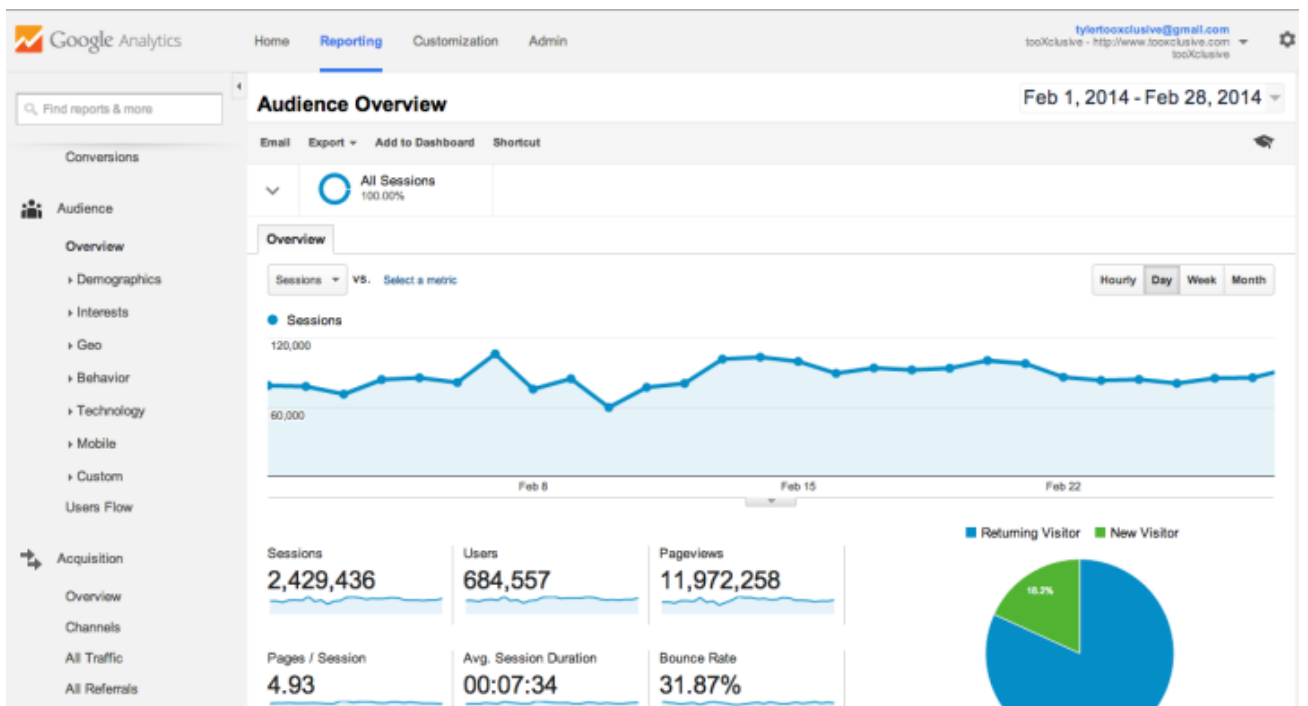 Google Analytics
Home Reporting Customization Admin
tylertooxclusive@gmail.com
tooXclusive - http://www.tooxclusive.com
tooXclusive
Find reports & more
Conversions
Audience
Overview
Demographics
Interests
Geo
Behavior
Technology
Mobile
Custom
Users Flow
Acquisition
Overview
Channels
All Traffic
All Referrals
Audience Overview
Feb 1, 2014 - Feb 28, 2014
Email Export Add to Dashboard Shortcut
All Sessions
100.00%
Overview
Sessions VS. Select a metric
Hourly Day Week Month
Sessions
120,000
60,000
Feb 8 Feb 15 Feb 22
Returning Visitor New Visitor
Sessions Users Pageviews
2,429,436 684,557 11,972,258
18.2%
Pages / Session Avg. Session Duration Bounce Rate
4.93 00:07:34 31.87%